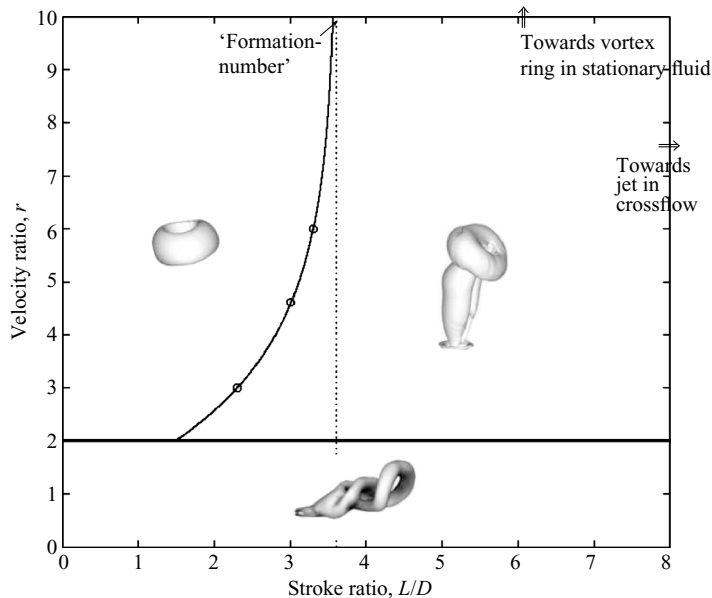 10
9
8
7
6
5
4
3
2
1
0
Velocity ratio, r
‘Formation-
number’
Towards vortex
ring in stationary fluid
Towards
jet in
crossflow
0 1 2 3 4 5 6 7 8
Stroke ratio, L/D